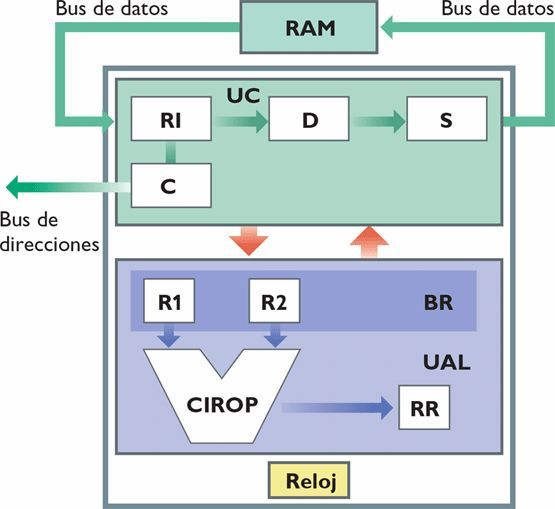 Bus de datos
RAM
Bus de datos
UC
RI
D
S
C
Bus de
direcciones
R1
R2
BR
UAL
CIROP
RR
Reloj